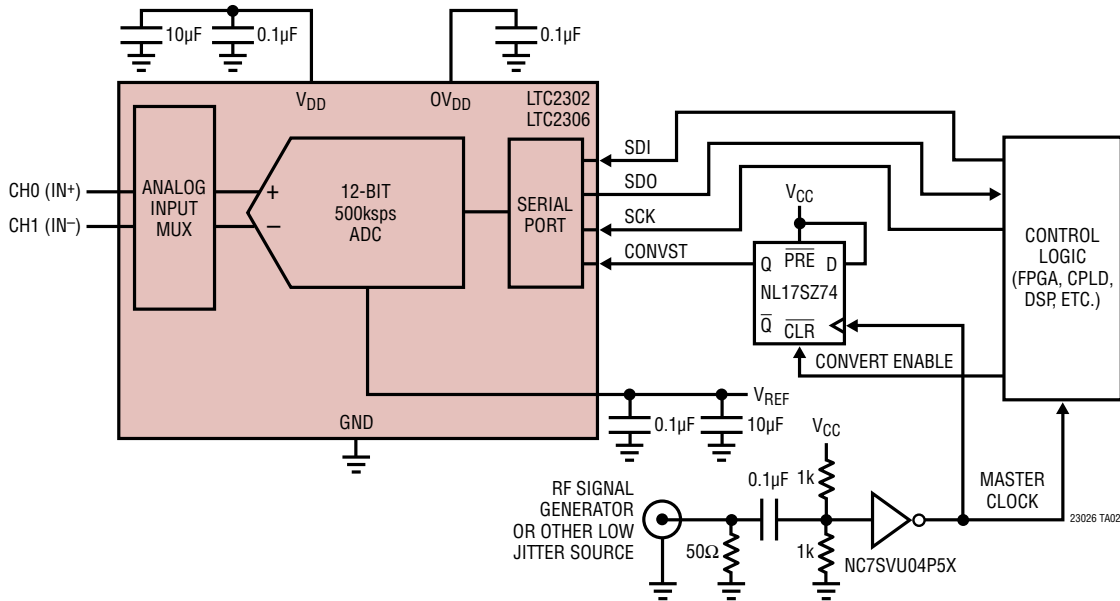 10µF
0.1µF
0.1µF
VDD
OVDD
LTC2302
LTC2306
CH0 (IN+)
CH1 (IN–)
ANALOG
INPUT
MUX
+
–
12-BIT
500ksps
ADC
SERIAL
PORT
SDI
SDO
SCK
CONVST
VCC
Q
PRE
D
NL17SZ74
Q
CLR
CONTROL
LOGIC
(FPGA, CPLD,
DSP, ETC.)
CONVERT ENABLE
VREF
0.1µF
10µF
GND
VCC
RF SIGNAL
GENERATOR
OR OTHER LOW
JITTER SOURCE
50Ω
0.1µF
1k
1k
NC7SVU04P5X
MASTER
CLOCK
23026 TA02